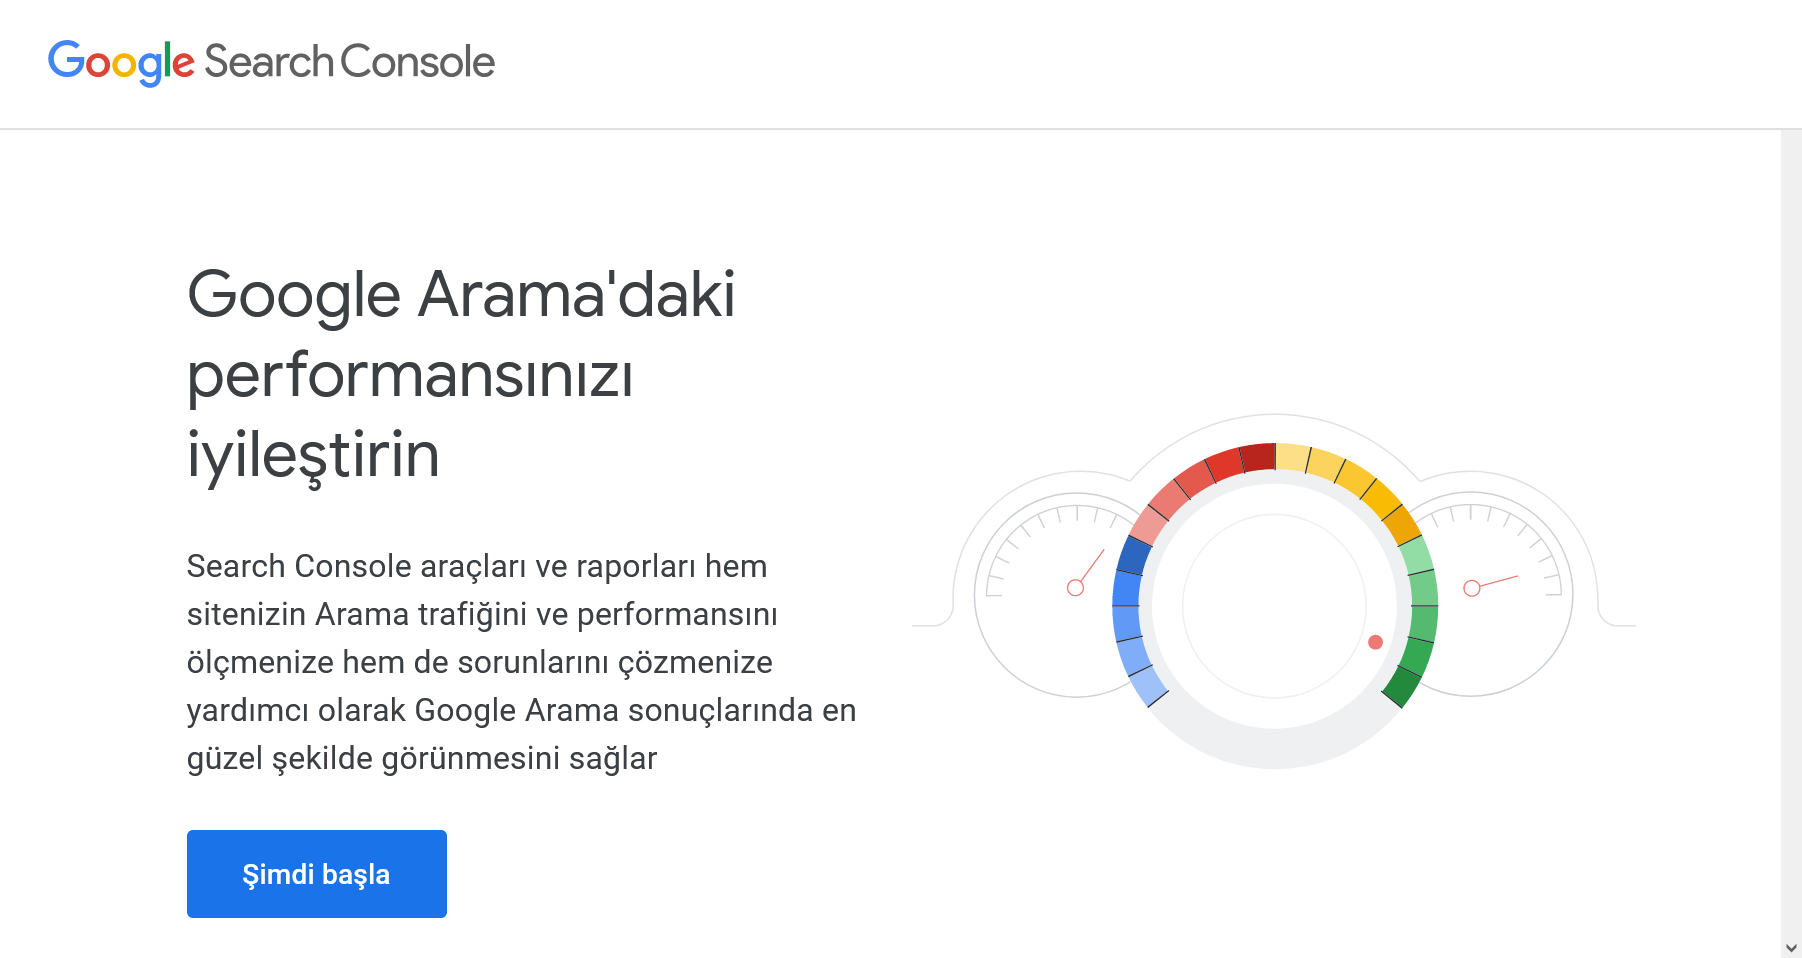 Google Search Console
Google Arama'daki
performansınızı
iyileştirin
Search Console araçları ve raporları hem
sitenizin Arama trafiğini ve performansını
ölçmenize hem de sorunlarını çözmenize
yardımcı olarak Google Arama sonuçlarında en
güzel şekilde görünmesini sağlar
Şimdi başla